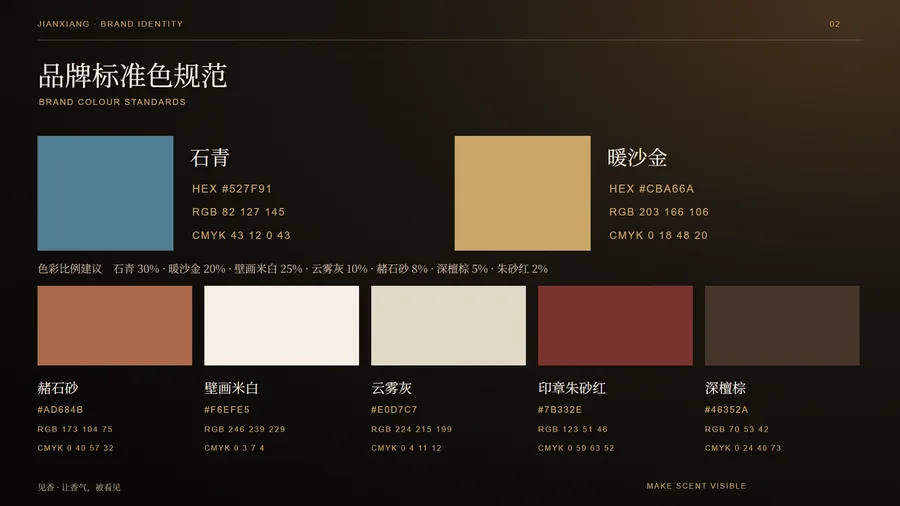 JIANXIANG · BRAND IDENTITY
02
品牌标准色规范
BRAND COLOUR STANDARDS
石青
HEX #527F91
RGB 82 127 145
CMYK 43 12 0 43
暖沙金
HEX #CBA66A
RGB 203 166 106
CMYK 0 18 48 20
色彩比例建议 石青 30% · 暖沙金 20% · 壁画米白 25% · 云雾灰 10% · 赭石砂 8% · 深檀棕 5% · 朱砂红 2%
赭石砂
#AD684B
RGB 173 104 75
CMYK 0 40 57 32
壁画米白
#F6EFE5
RGB 246 239 229
CMYK 0 3 7 4
云雾灰
#E0D7C7
RGB 224 215 199
CMYK 0 4 11 12
印章朱砂红
#7B332E
RGB 123 51 46
CMYK 0 59 63 52
深檀棕
#46352A
RGB 70 53 42
CMYK 0 24 40 73
见香 · 让香气，被看见
MAKE SCENT VISIBLE